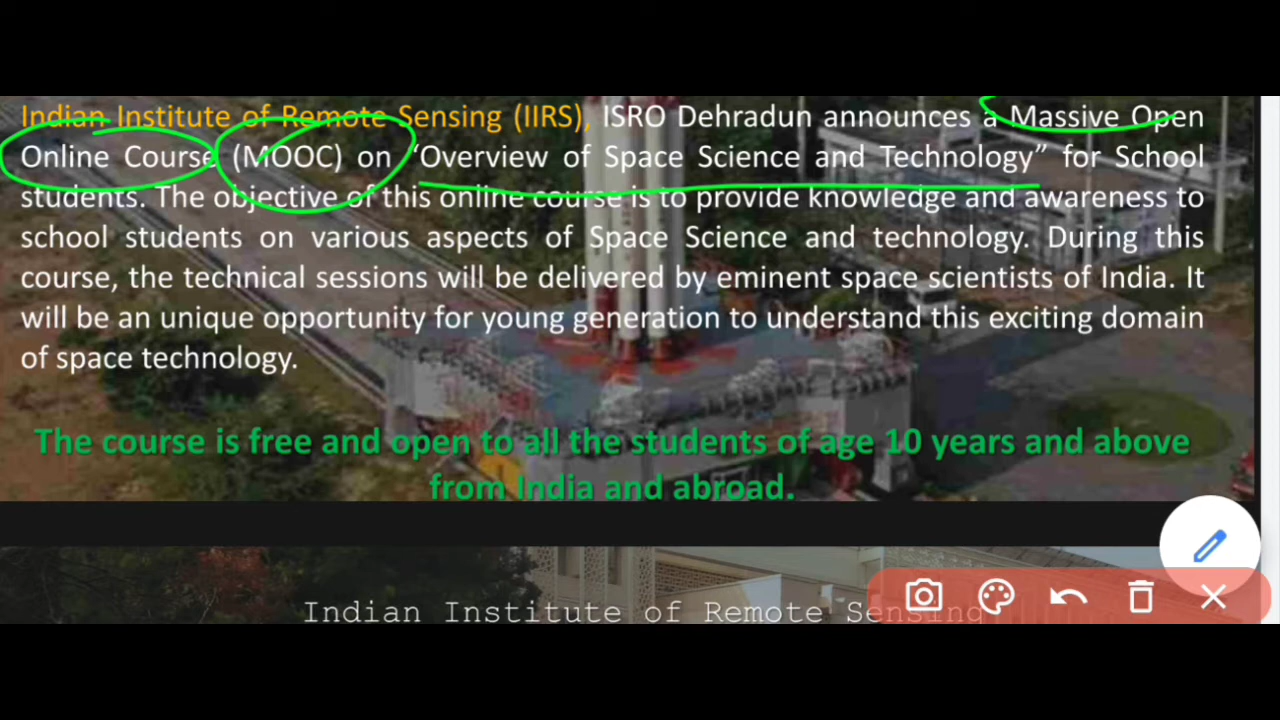 Indian Institute of Remote Sensing (IIRS), ISRO Dehradun announces a Massive Open
Online Course (MOOC) on “Overview of Space Science and Technology” for School
students. The objective of this online course is to provide knowledge and awareness to
school students on various aspects of Space Science and technology. During this
course, the technical sessions will be delivered by eminent space scientists of India. It
will be an unique opportunity for young generation to understand this exciting domain
of space technology.
The course is free and open to all the students of age 10 years and above
from India and abroad.
Indian Institute of Remote Sensing